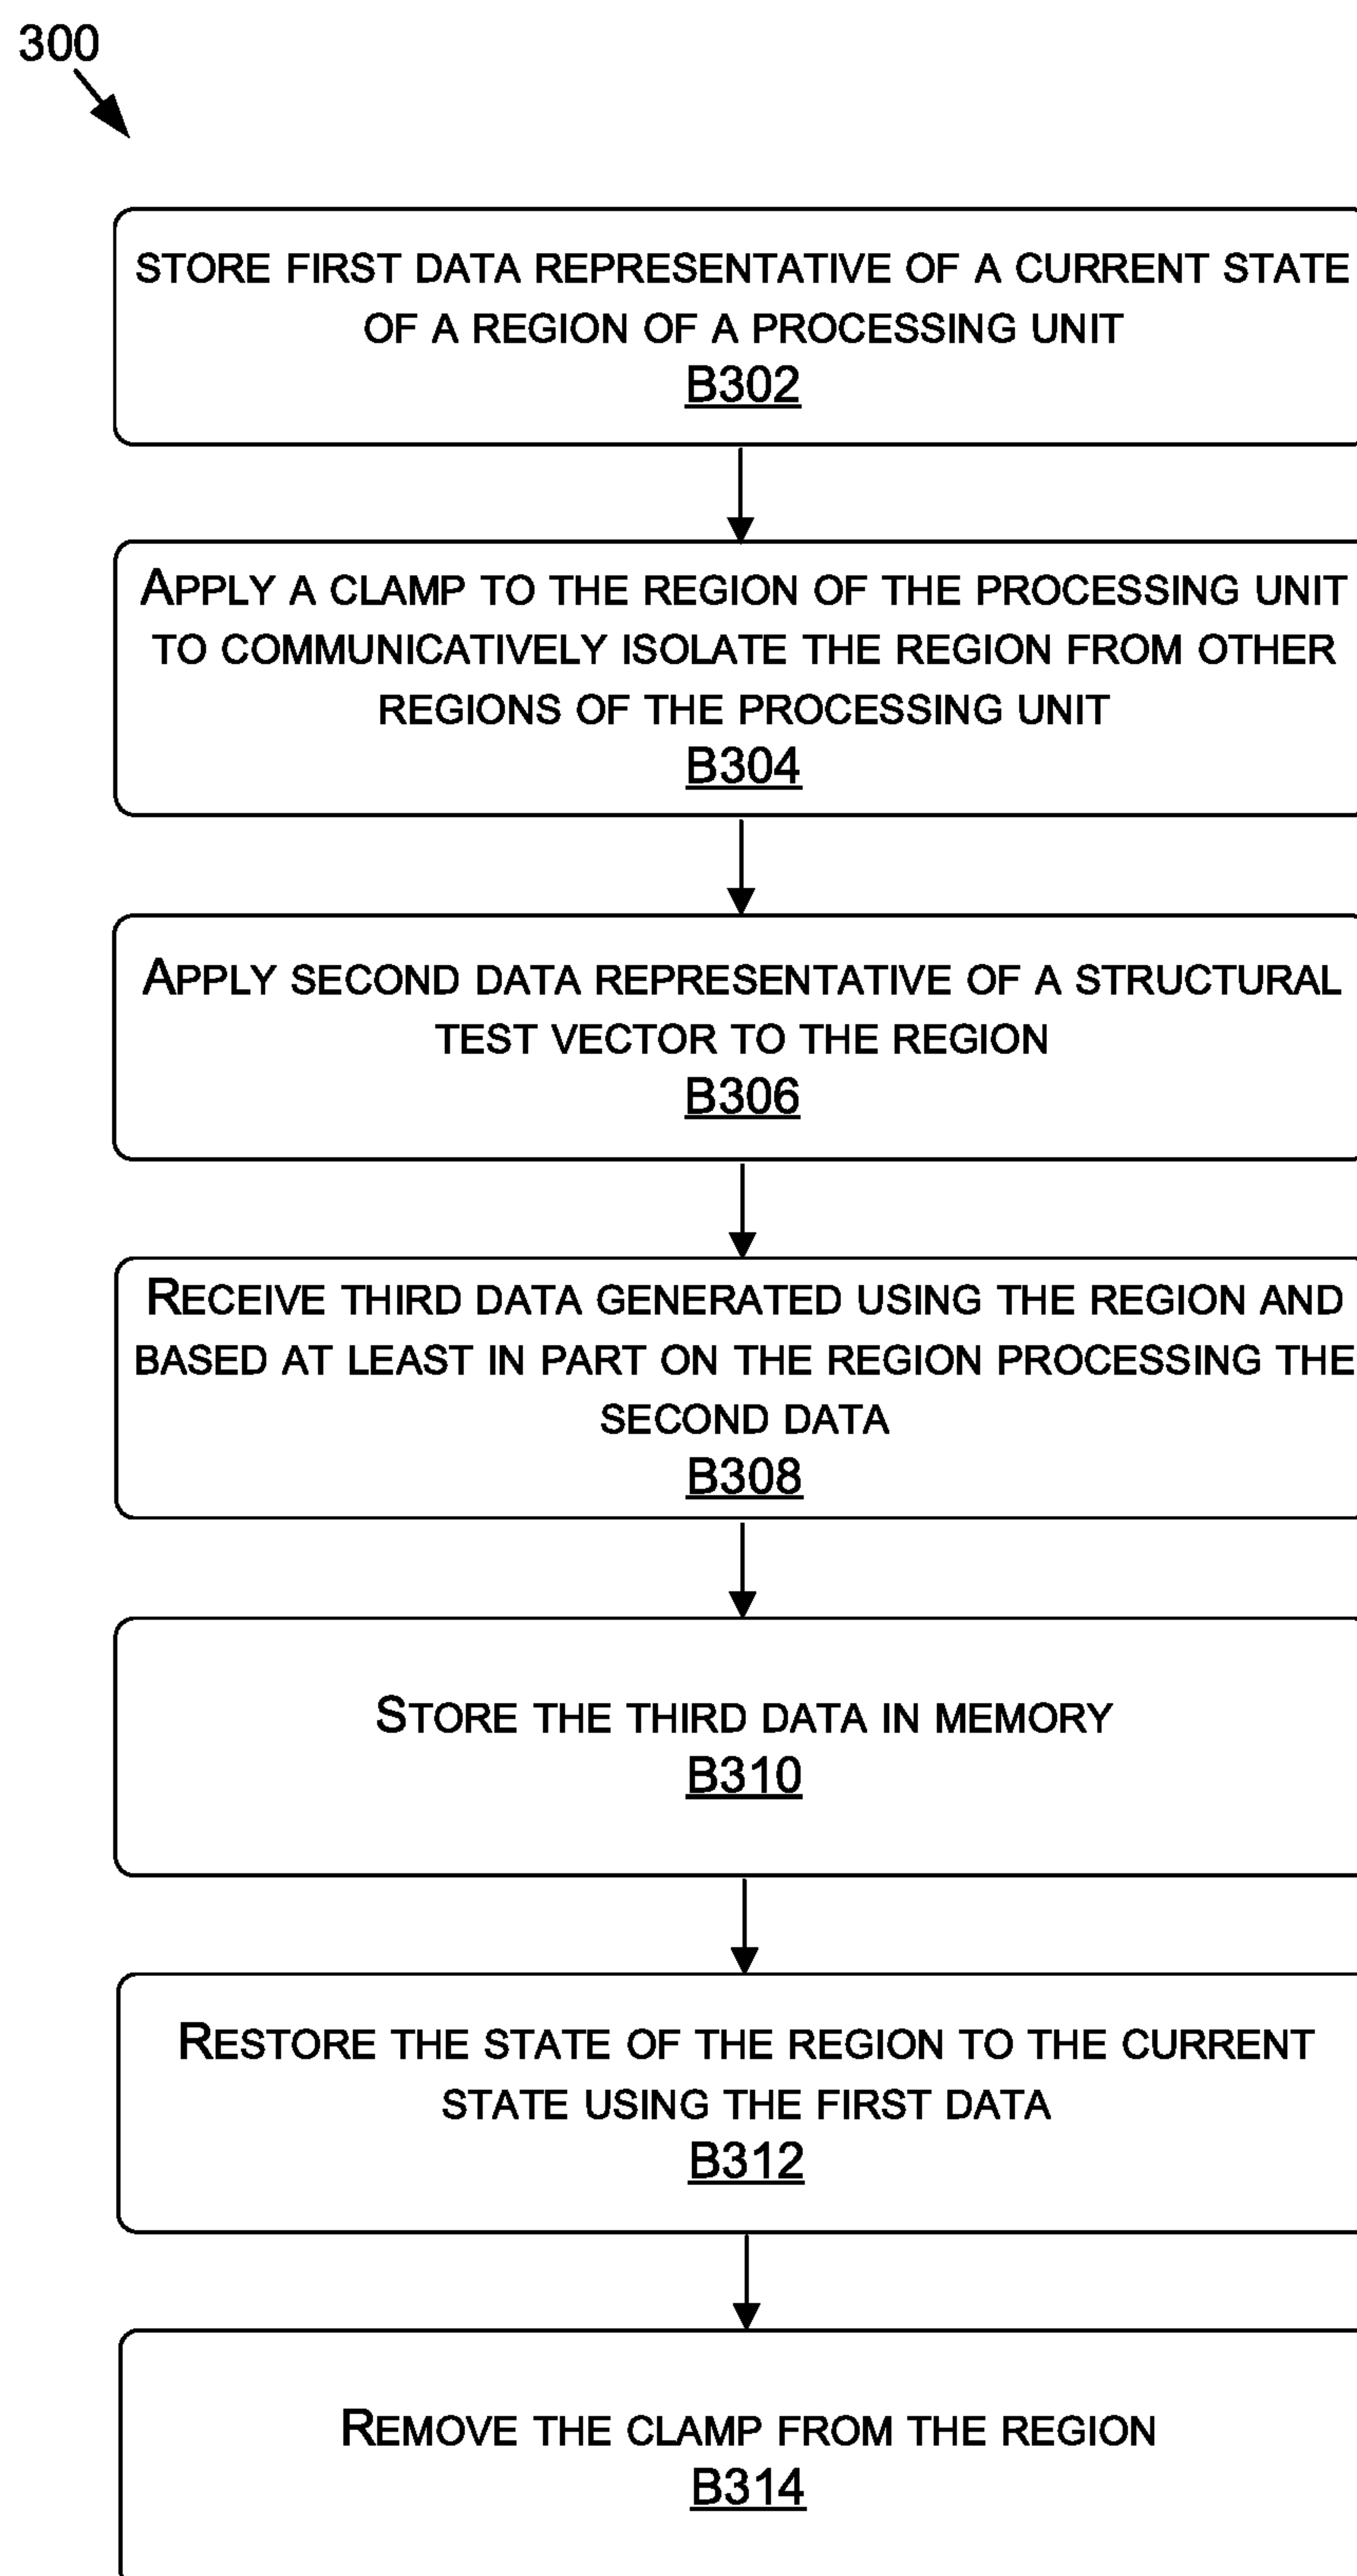 300
STORE FIRST DATA REPRESENTATIVE OF A CURRENT STATE
OF A REGION OF A PROCESSING UNIT
B302
APPLY A CLAMP TO THE REGION OF THE PROCESSING UNIT
TO COMMUNICATIVELY ISOLATE THE REGION FROM OTHER
REGIONS OF THE PROCESSING UNIT
B304
APPLY SECOND DATA REPRESENTATIVE OF A STRUCTURAL
TEST VECTOR TO THE REGION
B306
RECEIVE THIRD DATA GENERATED USING THE REGION AND
BASED AT LEAST IN PART ON THE REGION PROCESSING THE
SECOND DATA
B308
STORE THE THIRD DATA IN MEMORY
B310
RESTORE THE STATE OF THE REGION TO THE CURRENT
STATE USING THE FIRST DATA
B312
REMOVE THE CLAMP FROM THE REGION
B314